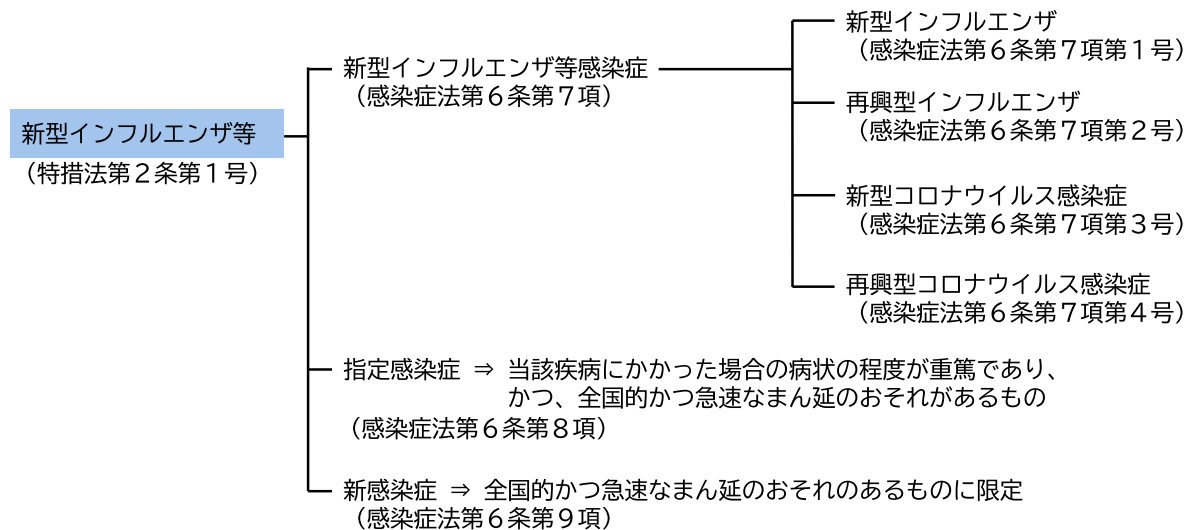 新型インフルエンザ等
（特措法第２条第１号）
新型インフルエンザ等感染症
（感染症法第６条第７項）
新型インフルエンザ
（感染症法第６条第７項第１号）
再興型インフルエンザ
（感染症法第６条第７項第２号）
新型コロナウイルス感染症
（感染症法第６条第７項第３号）
再興型コロナウイルス感染症
（感染症法第６条第７項第４号）
指定感染症 ⇒ 当該疾病にかかった場合の病状の程度が重篤であり、
かつ、全国的かつ急速なまん延のおそれがあるもの
（感染症法第６条第８項）
新感染症 ⇒ 全国的かつ急速なまん延のおそれのあるものに限定
（感染症法第６条第９項）